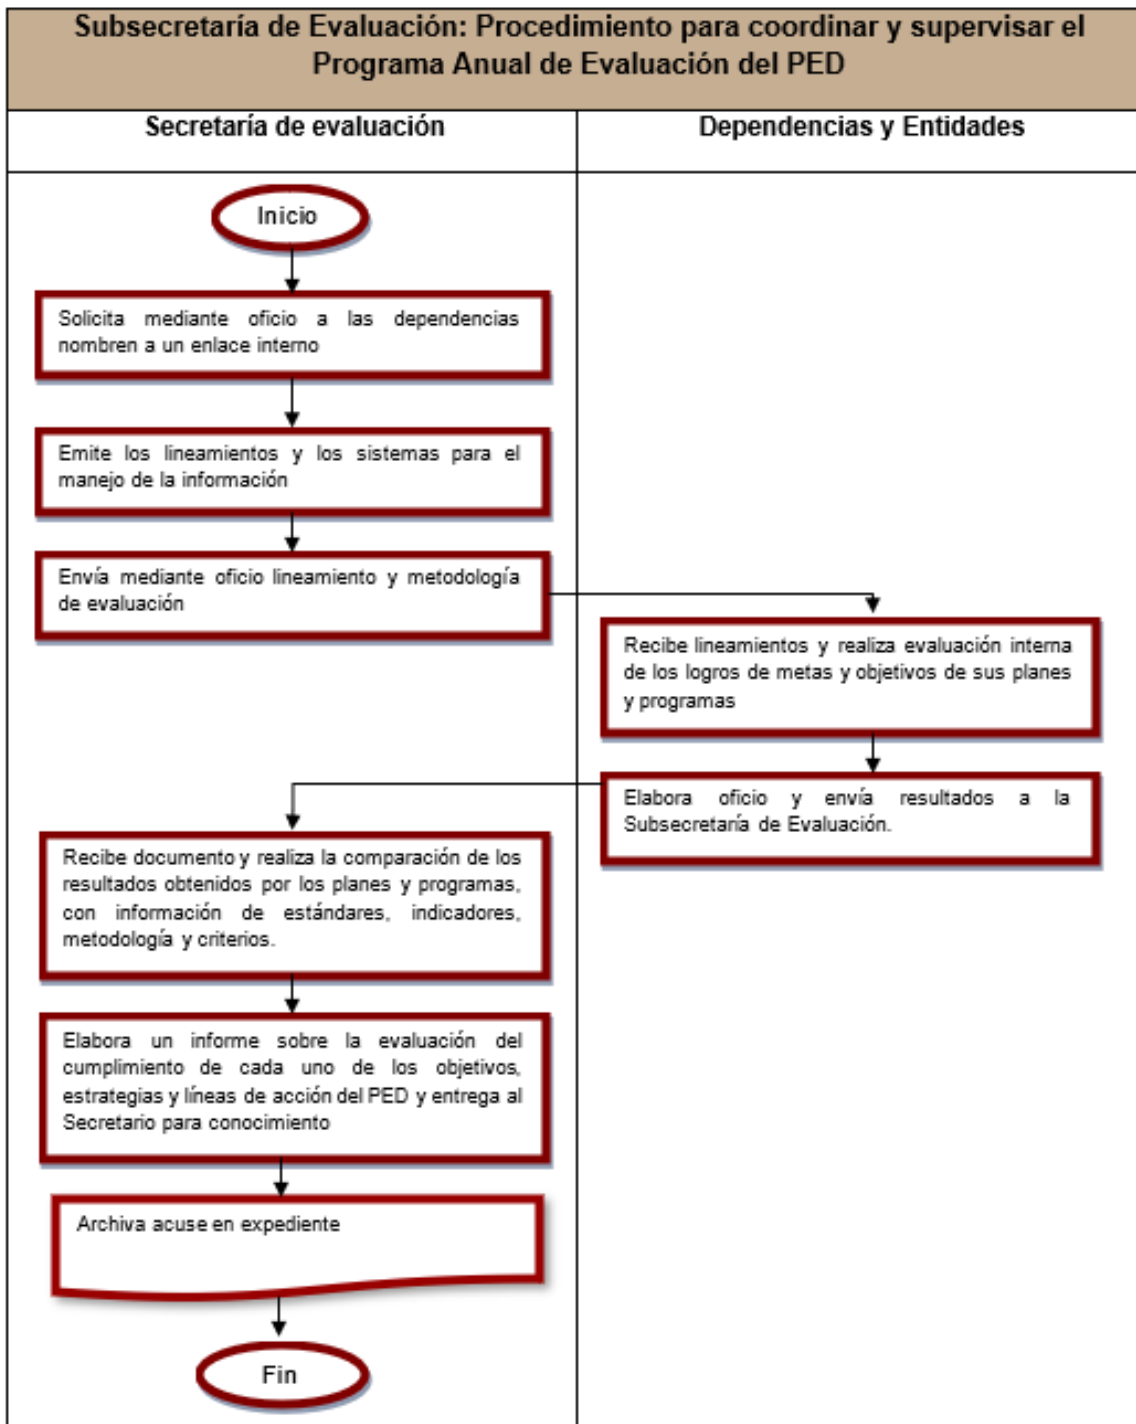 Subsecretaría de Evaluación: Procedimiento para coordinar y supervisar el
Programa Anual de Evaluación del PED
Secretaría de evaluación
Dependencias y Entidades
Inicio
Solicita mediante oficio a las dependencias
nombren a un enlace interno
Emite los lineamientos y los sistemas para el
manejo de la información
Envía mediante oficio lineamiento y metodología
de evaluación
Recibe lineamientos y realiza evaluación interna
de los logros de metas y objetivos de sus planes
y programas
Elabora oficio y envía resultados a la
Subsecretaría de Evaluación.
Recibe documento y realiza la comparación de los
resultados obtenidos por los planes y programas,
con información de estándares, indicadores,
metodología y criterios.
Elabora un informe sobre la evaluación del
cumplimiento de cada uno de los objetivos,
estrategias y líneas de acción del PED y entrega al
Secretario para conocimiento
Archiva acuse en expediente
Fin